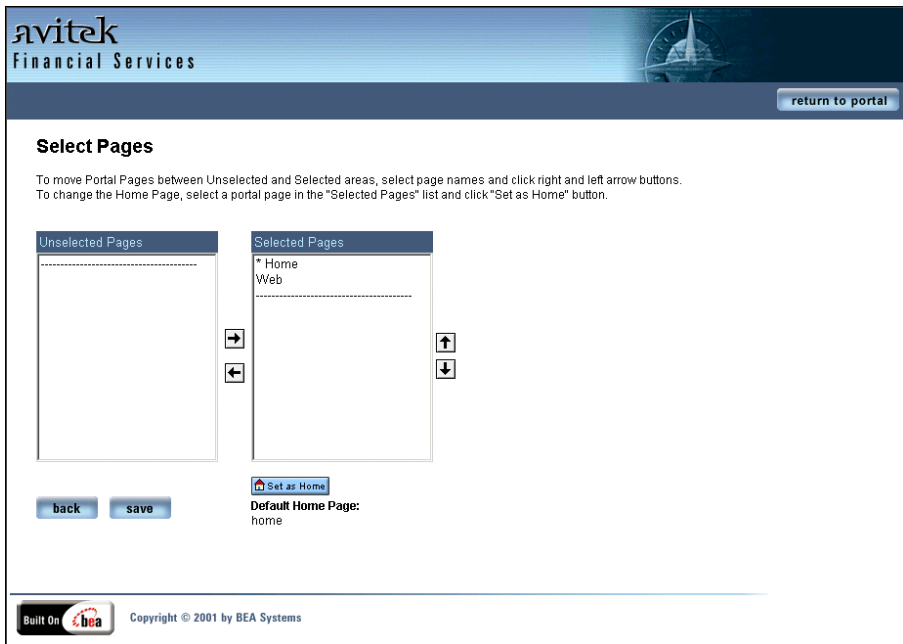 avitek
Financial Services
return to portal
Select Pages
To move Portal Pages between Unselected and Selected areas, select page names and click right and left arrow buttons.
To change the Home Page, select a portal page in the "Selected Pages" list and click "Set as Home" button.
Unselected Pages
----------------------------------------
Selected Pages
* Home
Web
----------------------------------------
Set as Home
Default Home Page:
home
back
save
Built On bea
Copyright © 2001 by BEA Systems